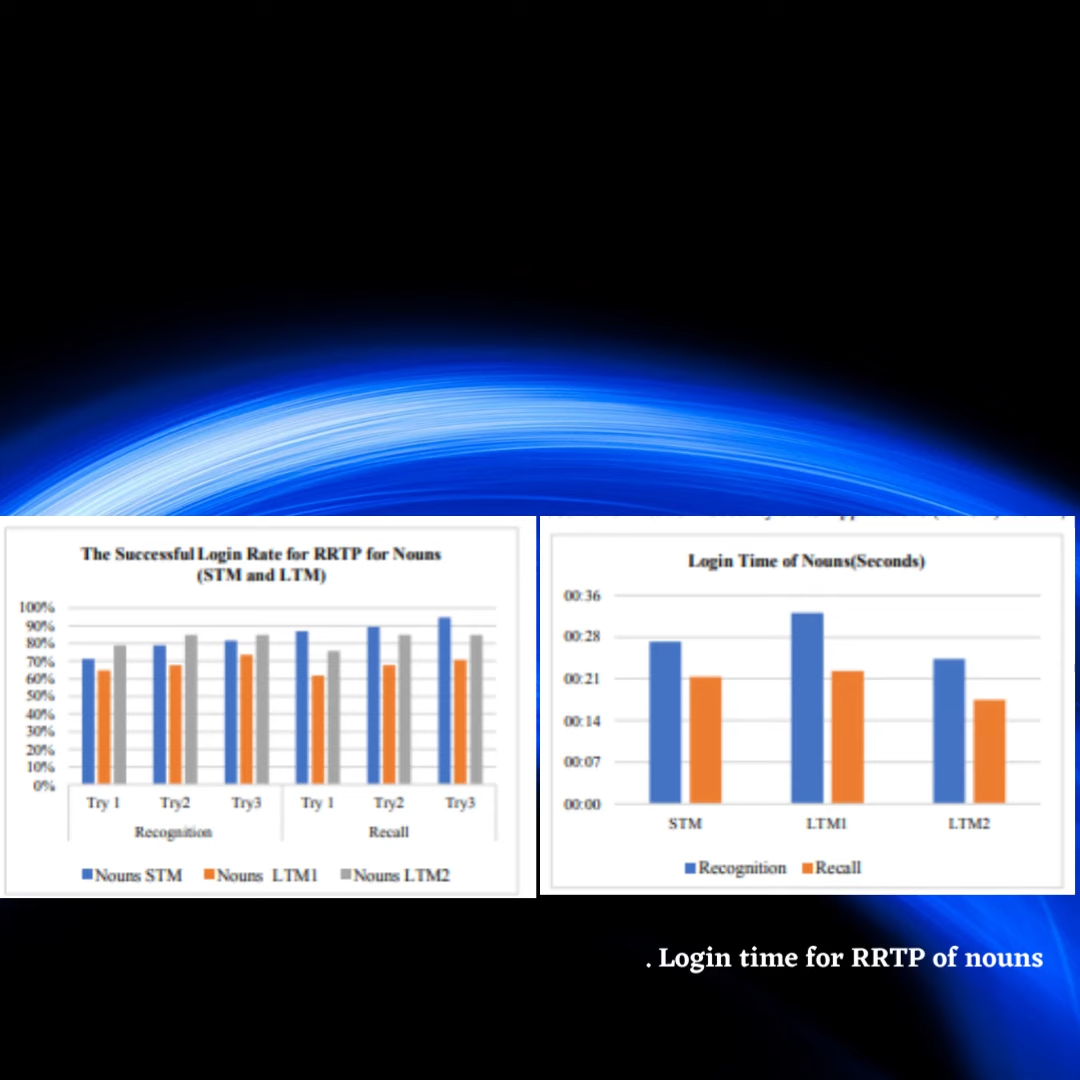 The Successful Login Rate for RRTP for Nouns
(STM and LTM)
100%
90%
80%
70%
60%
50%
40%
30%
20%
10%
0%
Try 1 Try2 Try3 Try 1 Try2 Try3
Recognition Recall
Nouns STM Nouns LTM1 Nouns LTM2
Login Time of Nouns(Seconds)
00:36
00:28
00:21
00:14
00:07
00:00
STM LTM1 LTM2
Recognition Recall
. Login time for RRTP of nouns